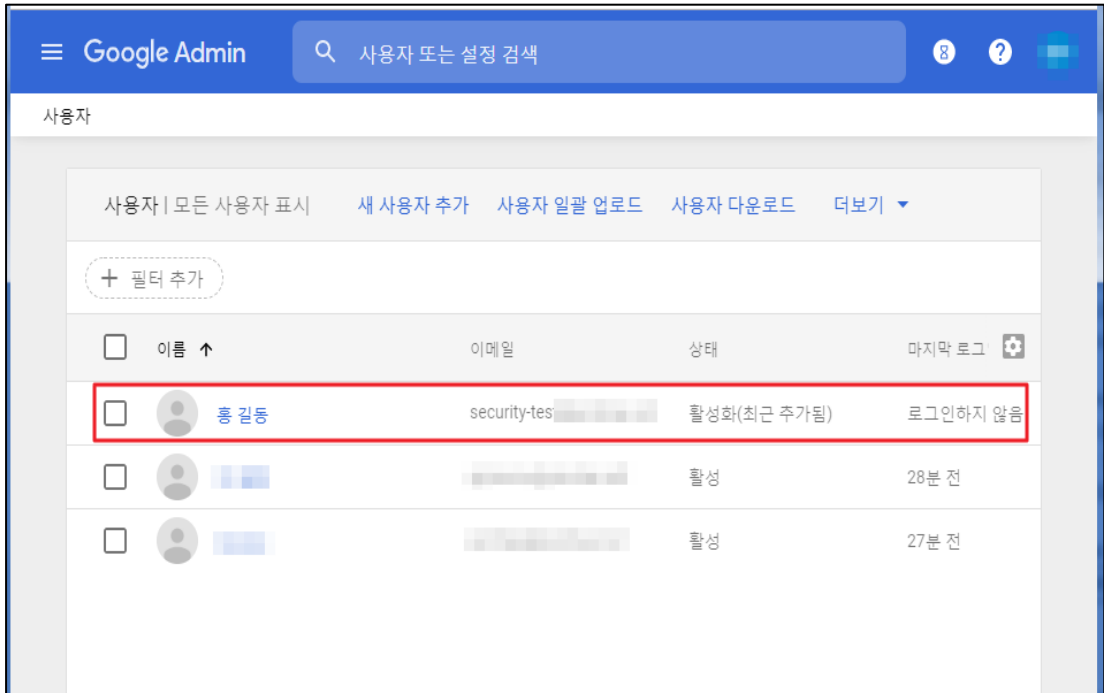 Google Admin 사용자 또는 설정 검색 8 ?
사용자
사용자 | 모든 사용자 표시 새 사용자 추가 사용자 일괄 업로드 사용자 다운로드 더보기
+ 필터 추가
이름 이메일 상태 마지막 로그
홍 길동 security-tes 활성화(최근 추가됨) 로그인하지 않음
활성 28분 전
활성 27분 전